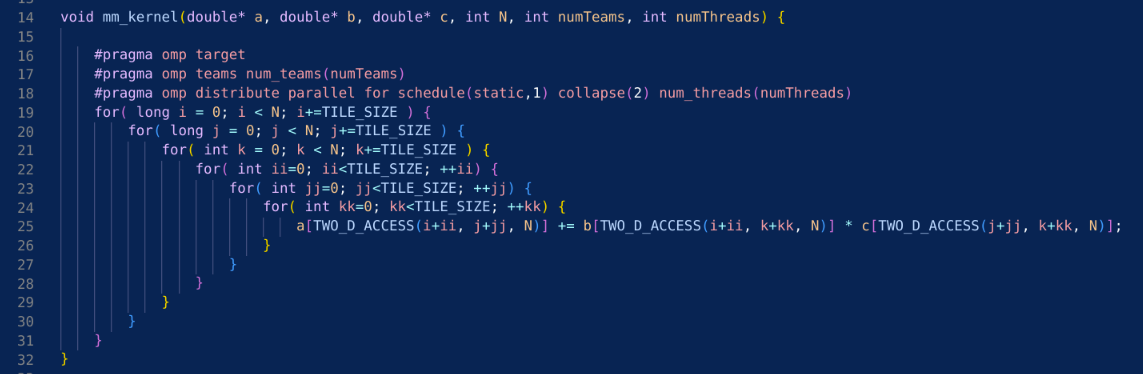 14 void mm_kernel(double* a, double* b, double* c, int N, int numTeams, int numThreads) {
15
16 #pragma omp target
17 #pragma omp teams num_teams(numTeams)
18 #pragma omp distribute parallel for schedule(static,1) collapse(2) num_threads(numThreads)
19 for( long i = 0; i < N; i+=TILE_SIZE ) {
20 for( long j = 0; j < N; j+=TILE_SIZE ) {
21 for( int k = 0; k < N; k+=TILE_SIZE ) {
22 for( int ii=0; ii<TILE_SIZE; ++ii) {
23 for( int jj=0; jj<TILE_SIZE; ++jj) {
24 for( int kk=0; kk<TILE_SIZE; ++kk) {
25 a[TWO_D_ACCESS(i+ii, j+jj, N)] += b[TWO_D_ACCESS(i+ii, k+kk, N)] * c[TWO_D_ACCESS(j+jj, k+kk, N)];
26 }
27 }
28 }
29 }
30 }
31 }
32 }